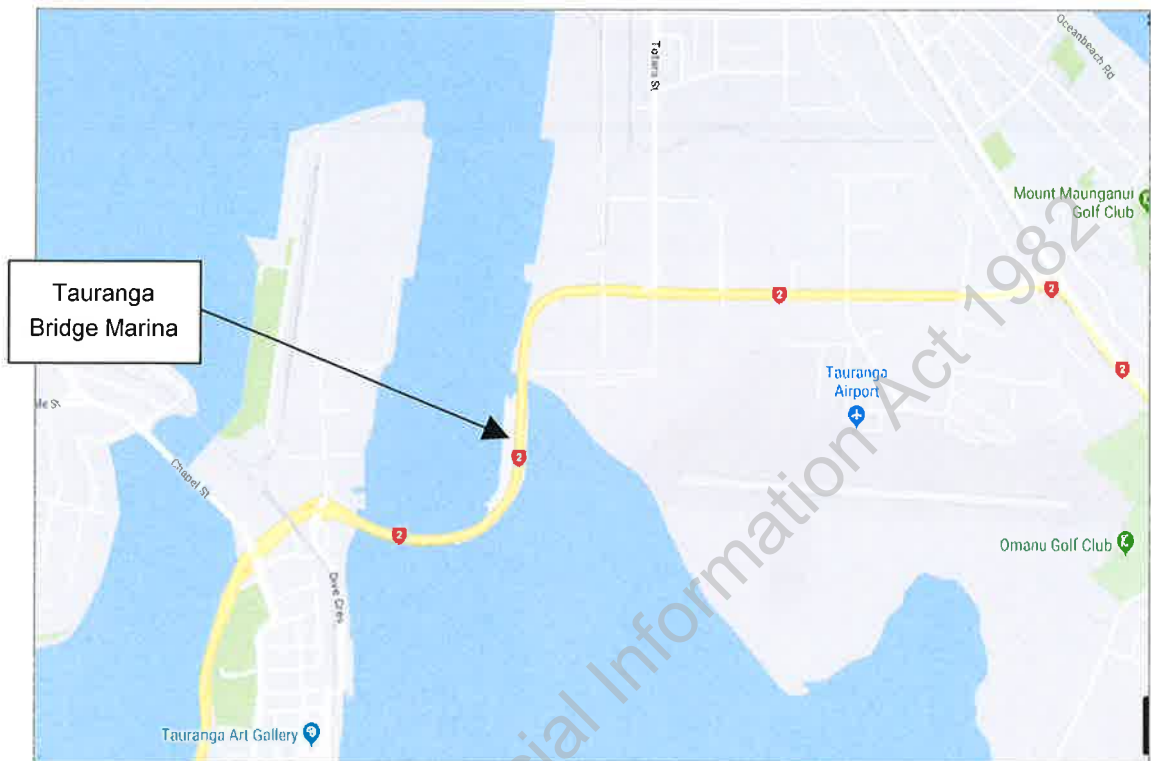 Oceanbeach Rd
Totara St
Mount Maunganui
Golf Club
2
2
2
Tauranga
Bridge Marina
Tauranga
Airport
2
2
Chapel St
Omanu Golf Club
Dive Cres
Tauranga Art Gallery
cial Information Act 1982